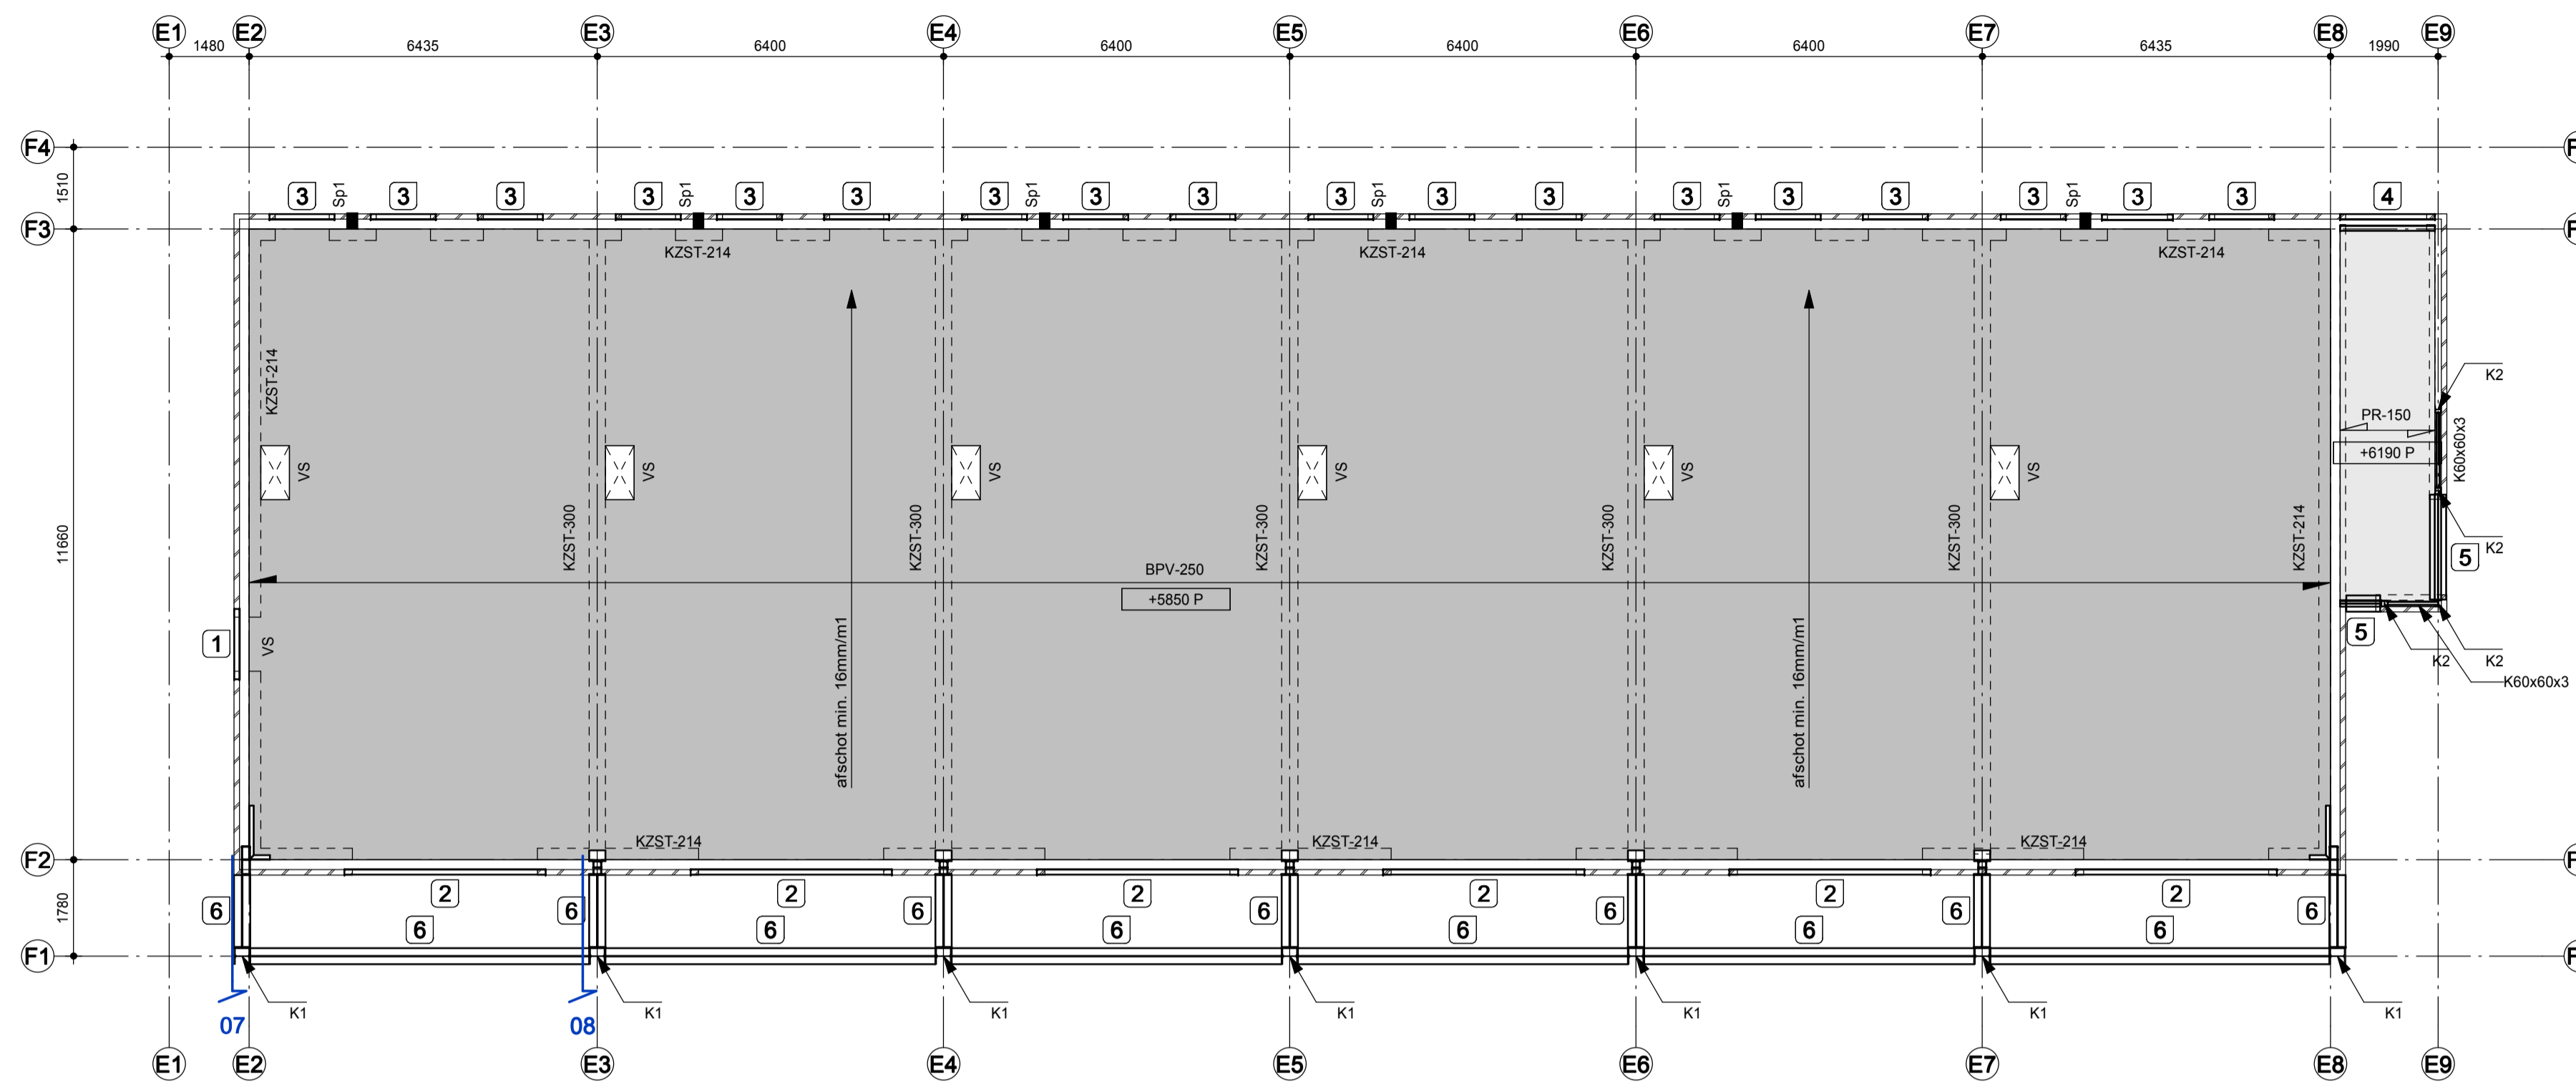 E1 E2 E3 E4 E5 E6 E7 E8 E9
1480 6435 6400 6400 6400 6400 6435 1990
F4
1510
3 Sp1 3 3 3 Sp1 3 3 3 Sp1 3 3 3 Sp1 3 3 3 Sp1 3 3 3 Sp1 3 3 4
F3
KZST-214 KZST-214 KZST-214
KZST-214
K2
PR-150
+6190 P
K60x60x3
VS VS VS VS VS VS
KZST-300 KZST-300 KZST-300 KZST-300 KZST-300 KZST-214
11660
K2
5
BPV-250
+5850 P
1
VS
5
K2 K2
K60x60x3
afschot min. 16mm/m1 afschot min. 16mm/m1
KZST-214 KZST-214 KZST-214
F2
2 2 2 2 2 2
1780
6 6 6 6 6 6 6
6 6 6 6 6 6
F1
K1 K1 K1 K1 K1 K1 K1
07 08
E1 E2 E3 E4 E5 E6 E7 E8 E9